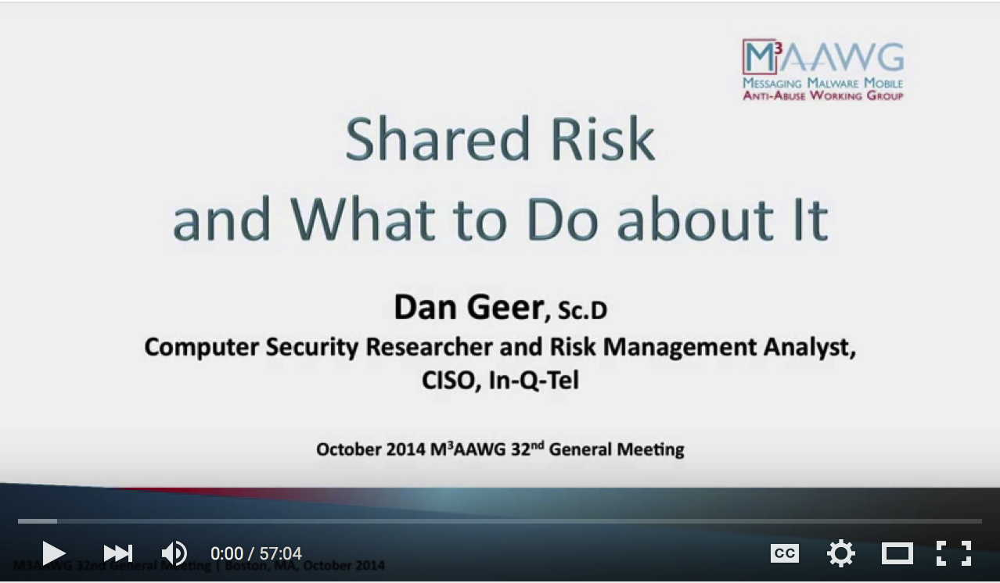 M³AAWG
MESSAGING MALWARE MOBILE
ANTI-ABUSE WORKING GROUP
Shared Risk
and What to Do about It
Dan Geer, Sc.D
Computer Security Researcher and Risk Management Analyst,
CISO, In-Q-Tel
October 2014 M³AAWG 32nd General Meeting
0:00 / 57:04
CC
M3AAWG 32nd General Meeting | Boston, MA, October 2014